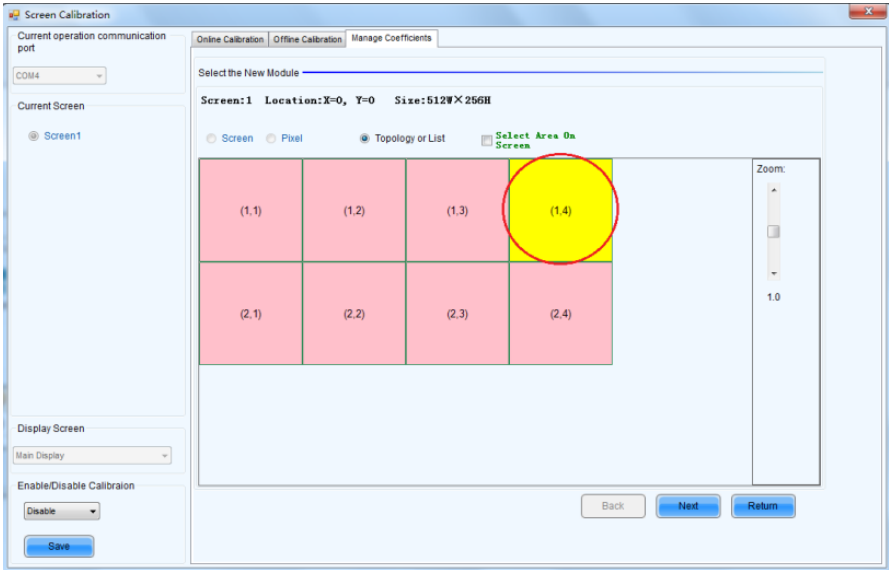 Screen Calibration
Current operation communication
port
COM4
Current Screen
Screen1
Display Screen
Main Display
Enable/Disable Calibraion
Disable
Save
Online Calibration Offline Calibration Manage Coefficients
Select the New Module
Screen:1 Location:X=0, Y=0 Size:512W×256H
Screen Pixel Topology or List Select Area On
Screen
(1,1) (1,2) (1,3) (1,4)
(2,1) (2,2) (2,3) (2,4)
Zoom:
1.0
Back Next Return